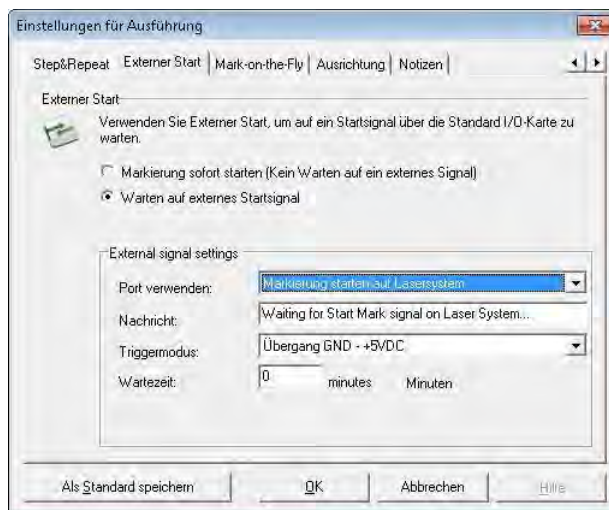 Einstellungen für Ausführung
Step&Repeat Externer Start Mark-on-the-Fly Ausrichtung Notizen
Externer Start
Verwenden Sie Externer Start, um auf ein Startsignal über die Standard I/O-Karte zu
warten.
Markierung sofort starten (Kein Warten auf ein externes Signal)
Warten auf externes Startsignal
External signal settings
Port verwenden: Markierung starten auf Lasersystem
Nachricht: Waiting for Start Mark signal on Laser System...
Triggermodus: Übergang GND - +5VDC
Wartezeit: 0 minutes Minuten
Als Standard speichern OK Abbrechen Hilfe